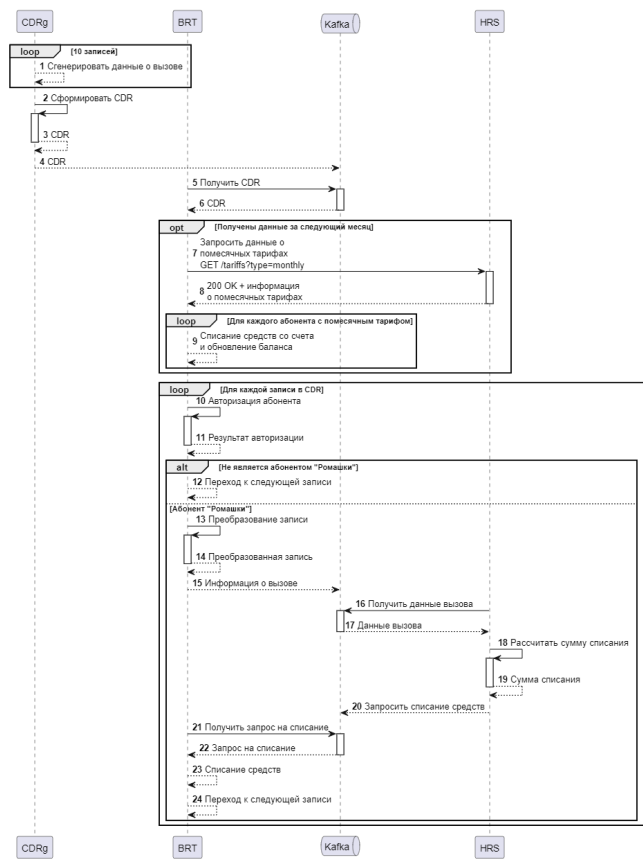 CDRg BRT Kafka HRS
loop [10 записей]
1 Сгенерировать данные о вызове
2 Сформировать CDR
3 CDR
4 CDR
5 Получить CDR
6 CDR
opt [Получены данные за следующий месяц]
Запросить данные о
7 помесячных тарифах
GET /tariffs?type=monthly
8 200 OK + информация
о помесячных тарифах
loop [Для каждого абонента с помесячным тарифом]
9 Списание средств со счета
и обновление баланса
loop [Для каждой записи в CDR]
10 Авторизация абонента
11 Результат авторизации
alt [Не является абонентом "Ромашки"]
12 Переход к следующей записи
[Абонент "Ромашки"]
13 Преобразование записи
14 Преобразованная запись
15 Информация о вызове
16 Получить данные вызова
17 Данные вызова
18 Рассчитать сумму списания
19 Сумма списания
20 Запросить списание средств
21 Получить запрос на списание
22 Запрос на списание
23 Списание средств
24 Переход к следующей записи
CDRg BRT Kafka HRS